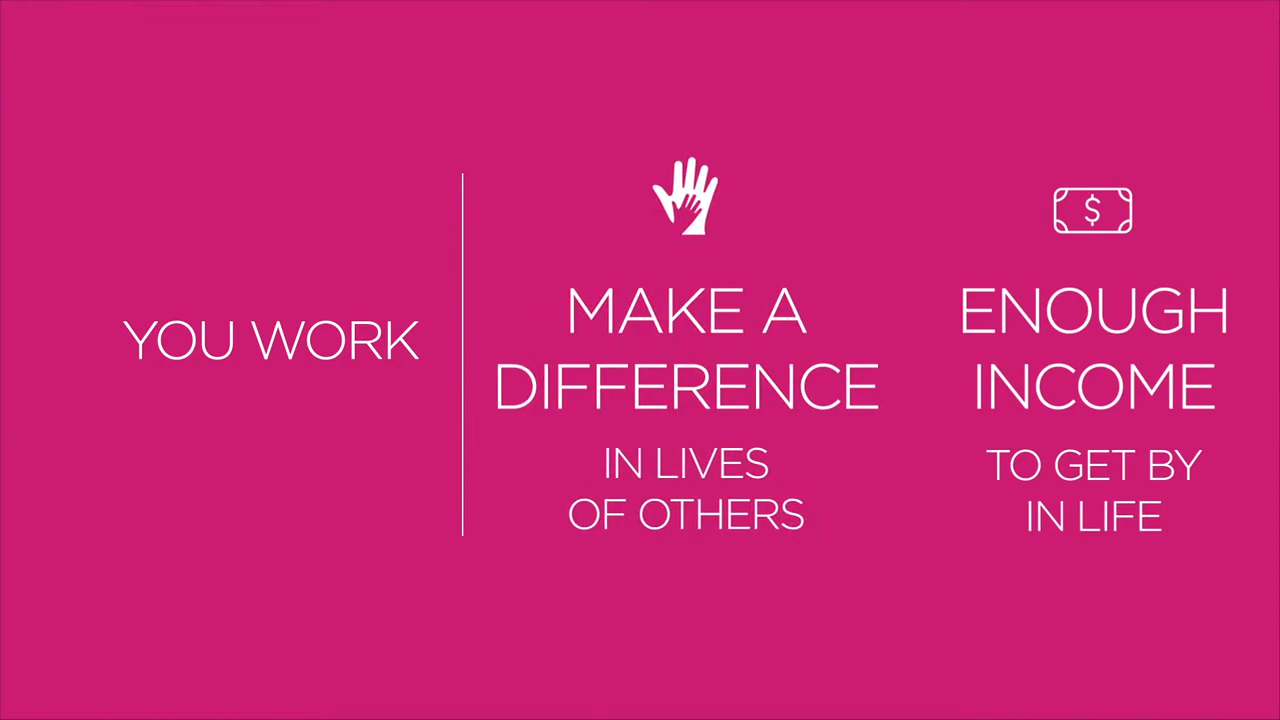 YOU WORK
MAKE A
DIFFERENCE
IN LIVES
OF OTHERS
$
ENOUGH
INCOME
TO GET BY
IN LIFE